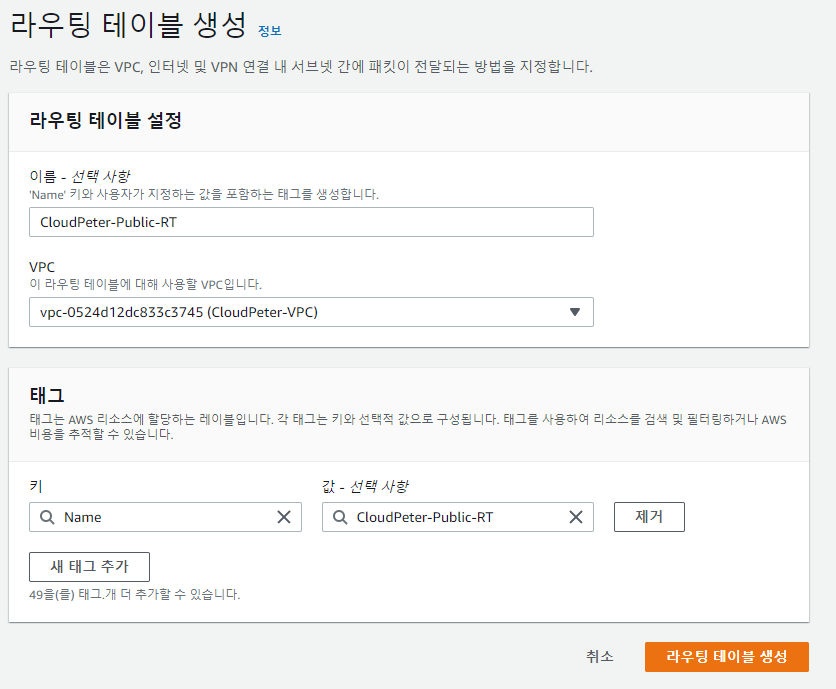 라우팅 테이블 생성 정보
라우팅 테이블은 VPC, 인터넷 및 VPN 연결 내 서브넷 간에 패킷이 전달되는 방법을 지정합니다.
라우팅 테이블 설정
이름 - 선택 사항
'Name' 키와 사용자가 지정하는 값을 포함하는 태그를 생성합니다.
CloudPeter-Public-RT
VPC
이 라우팅 테이블에 대해 사용할 VPC입니다.
vpc-0524d12dc833c3745 (CloudPeter-VPC)
태그
태그는 AWS 리소스에 할당하는 레이블입니다. 각 태그는 키와 선택적 값으로 구성됩니다. 태그를 사용하여 리소스를 검색 및 필터링하거나 AWS
비용을 추적할 수 있습니다.
키 값 - 선택 사항
Name CloudPeter-Public-RT 제거
새 태그 추가
49을(를) 태그.개 더 추가할 수 있습니다.
취소 라우팅 테이블 생성